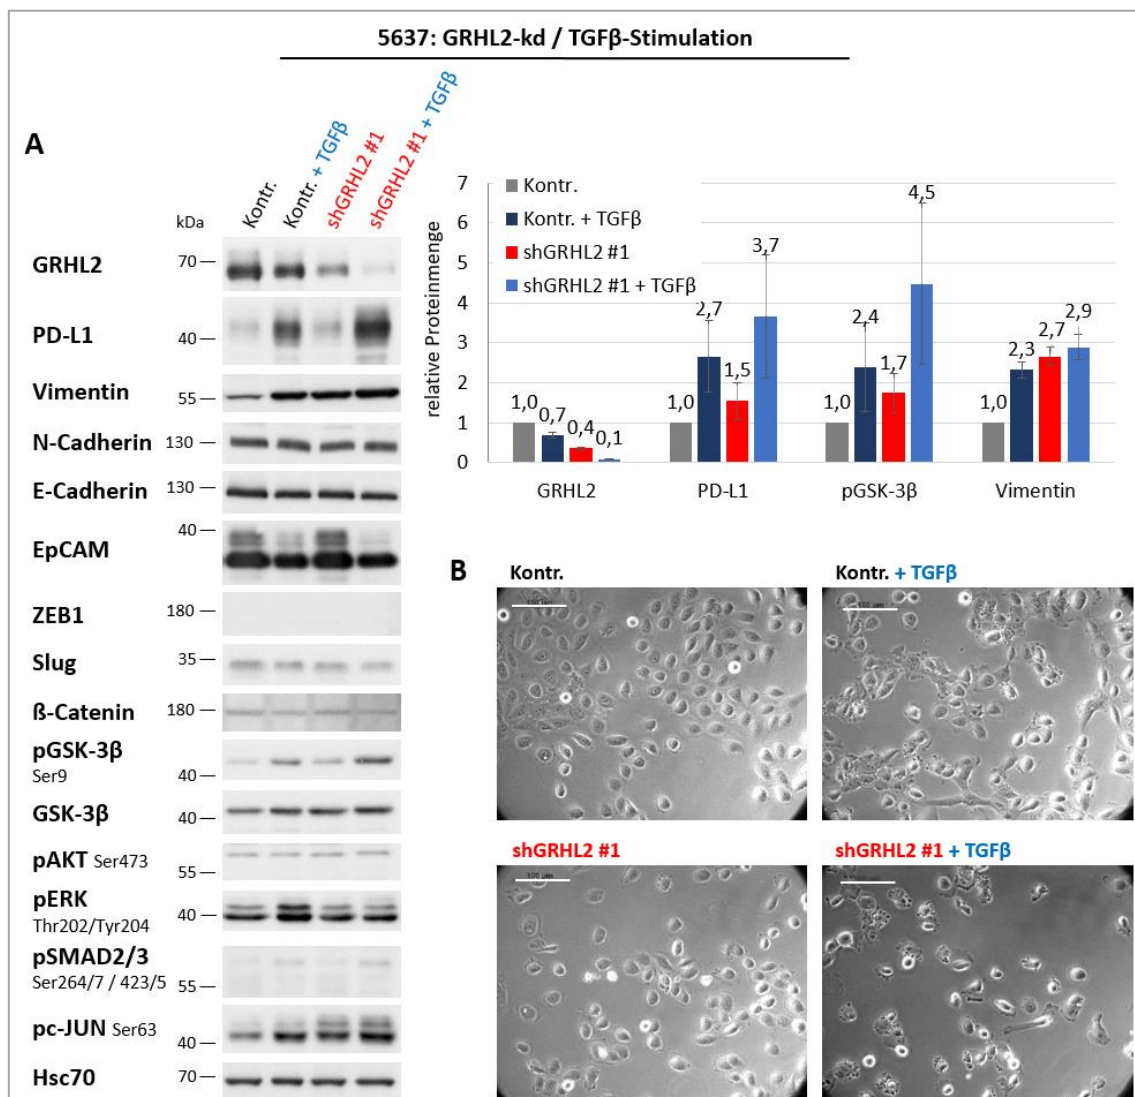 5637: GRHL2-kd / TGFβ-Stimulation
A
kDa
Kontr.
Kontr. + TGFβ
shGRHL2 #1
shGRHL2 #1 + TGFβ
GRHL2
70
PD-L1
40
Vimentin
55
N-Cadherin
130
E-Cadherin
130
EpCAM
40
ZEB1
180
Slug
35
ß-Catenin
180
pGSK-3β
Ser9
40
GSK-3β
40
pAKT Ser473
55
pERK
Thr202/Tyr204
40
pSMAD2/3
Ser264/7 / 423/5
55
pc-JUN Ser63
40
Hsc70
70
relative Proteinmenge
7
6
5
4
3
2
1
0
Kontr.
Kontr. + TGFβ
shGRHL2 #1
shGRHL2 #1 + TGFβ
1,0
0,7
0,4
0,1
1,0
2,7
1,5
3,7
1,0
2,4
1,7
4,5
1,0
2,3
2,7
2,9
GRHL2
PD-L1
pGSK-3β
Vimentin
B
Kontr.
Kontr. + TGFβ
100 µm
100 µm
shGRHL2 #1
shGRHL2 #1 + TGFβ
100 µm